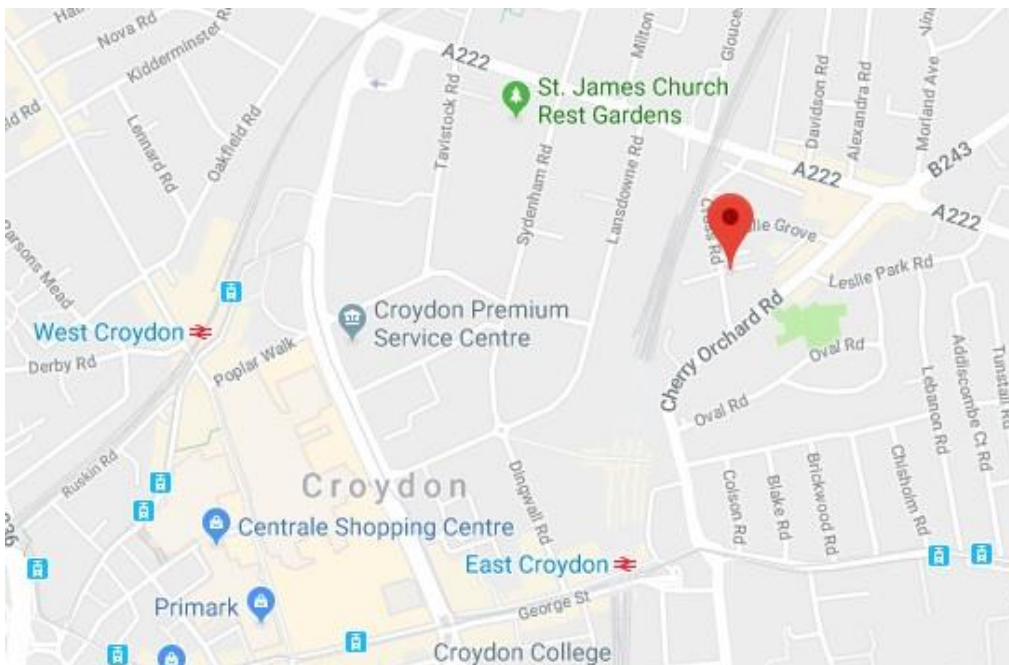 Nova Rd
Kidderminster Rd
Lennard Rd
Oakfield Rd
Parsons Mead
West Croydon
Derby Rd
Ruskin Rd
Poplar Walk
A222
Tavistock Rd
St. James Church
Rest Gardens
Sydenham Rd
Lansdowne Rd
Milton
Croydon Premium
Service Centre
Croydon
Centrale Shopping Centre
Primark
Dingwall Rd
East Croydon
George St
Croydon College
Cross Rd
Davidson Rd
Alexandra Rd
Morland Ave
B243
A222
A222
Grove
Leslie Park Rd
Cherry Orchard Rd
Oval Rd
Oval Rd
Colson Rd
Blake Rd
Brickwood Rd
Chisholm Rd
Lebanon Rd
Addiscombe Ct Rd
Tunstall Rd